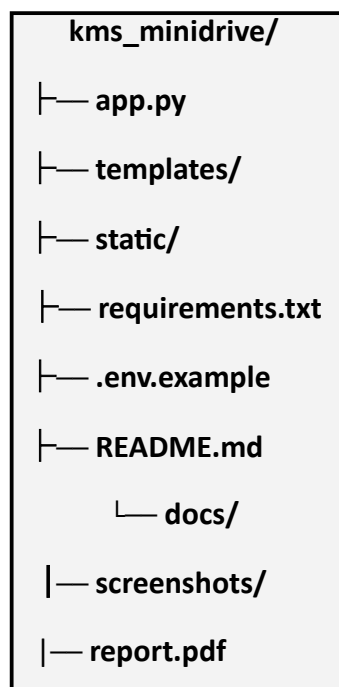 kms_minidrive/
├── app.py
├── templates/
├── static/
├── requirements.txt
├── .env.example
├── README.md
└── docs/
|── screenshots/
|── report.pdf